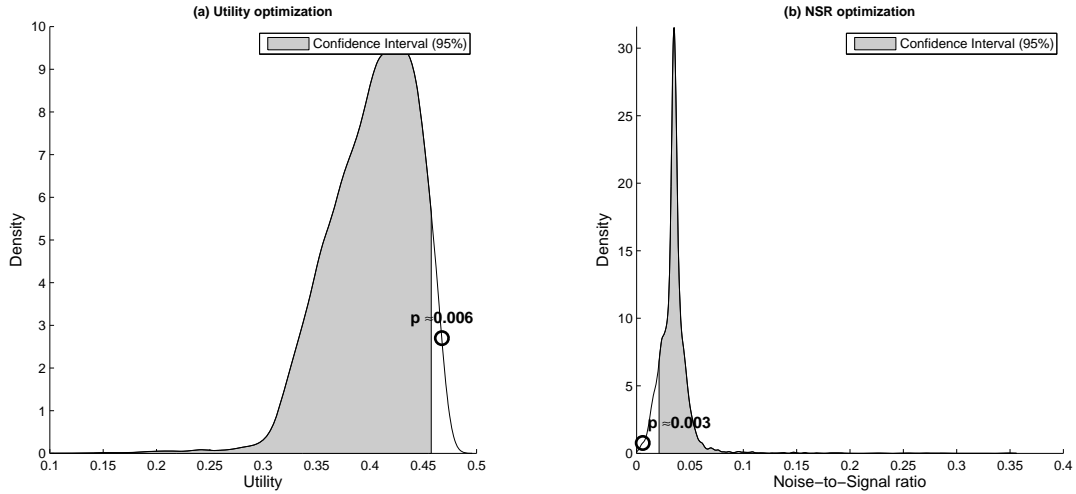 (a) Utility optimization
Confidence Interval (95%)
10
9
8
7
6
5
4
3
2
1
0
Density
p ≈0.006
0.1 0.15 0.2 0.25 0.3 0.35 0.4 0.45 0.5
Utility
(b) NSR optimization
Confidence Interval (95%)
30
25
20
15
10
5
0
Density
p ≈0.003
0 0.05 0.1 0.15 0.2 0.25 0.3 0.35 0.4
Noise−to−Signal ratio